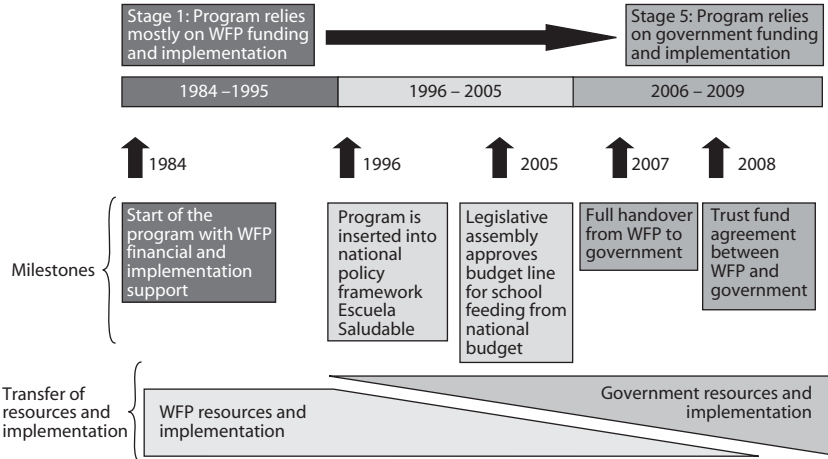 Stage 1: Program relies
mostly on WFP funding
and implementation
Stage 5: Program relies
on government funding
and implementation
1984 –1995
1996 – 2005
2006 – 2009
1984
1996
2005
2007
2008
Milestones
Start of the
program with WFP
financial and
implementation
support
Program is
inserted into
national
policy
framework
Escuela
Saludable
Legislative
assembly
approves
budget line
for school
feeding from
national
budget
Full handover
from WFP to
government
Trust fund
agreement
between
WFP and
government
Transfer of
resources and
implementation
WFP resources and
implementation
Government resources and
implementation